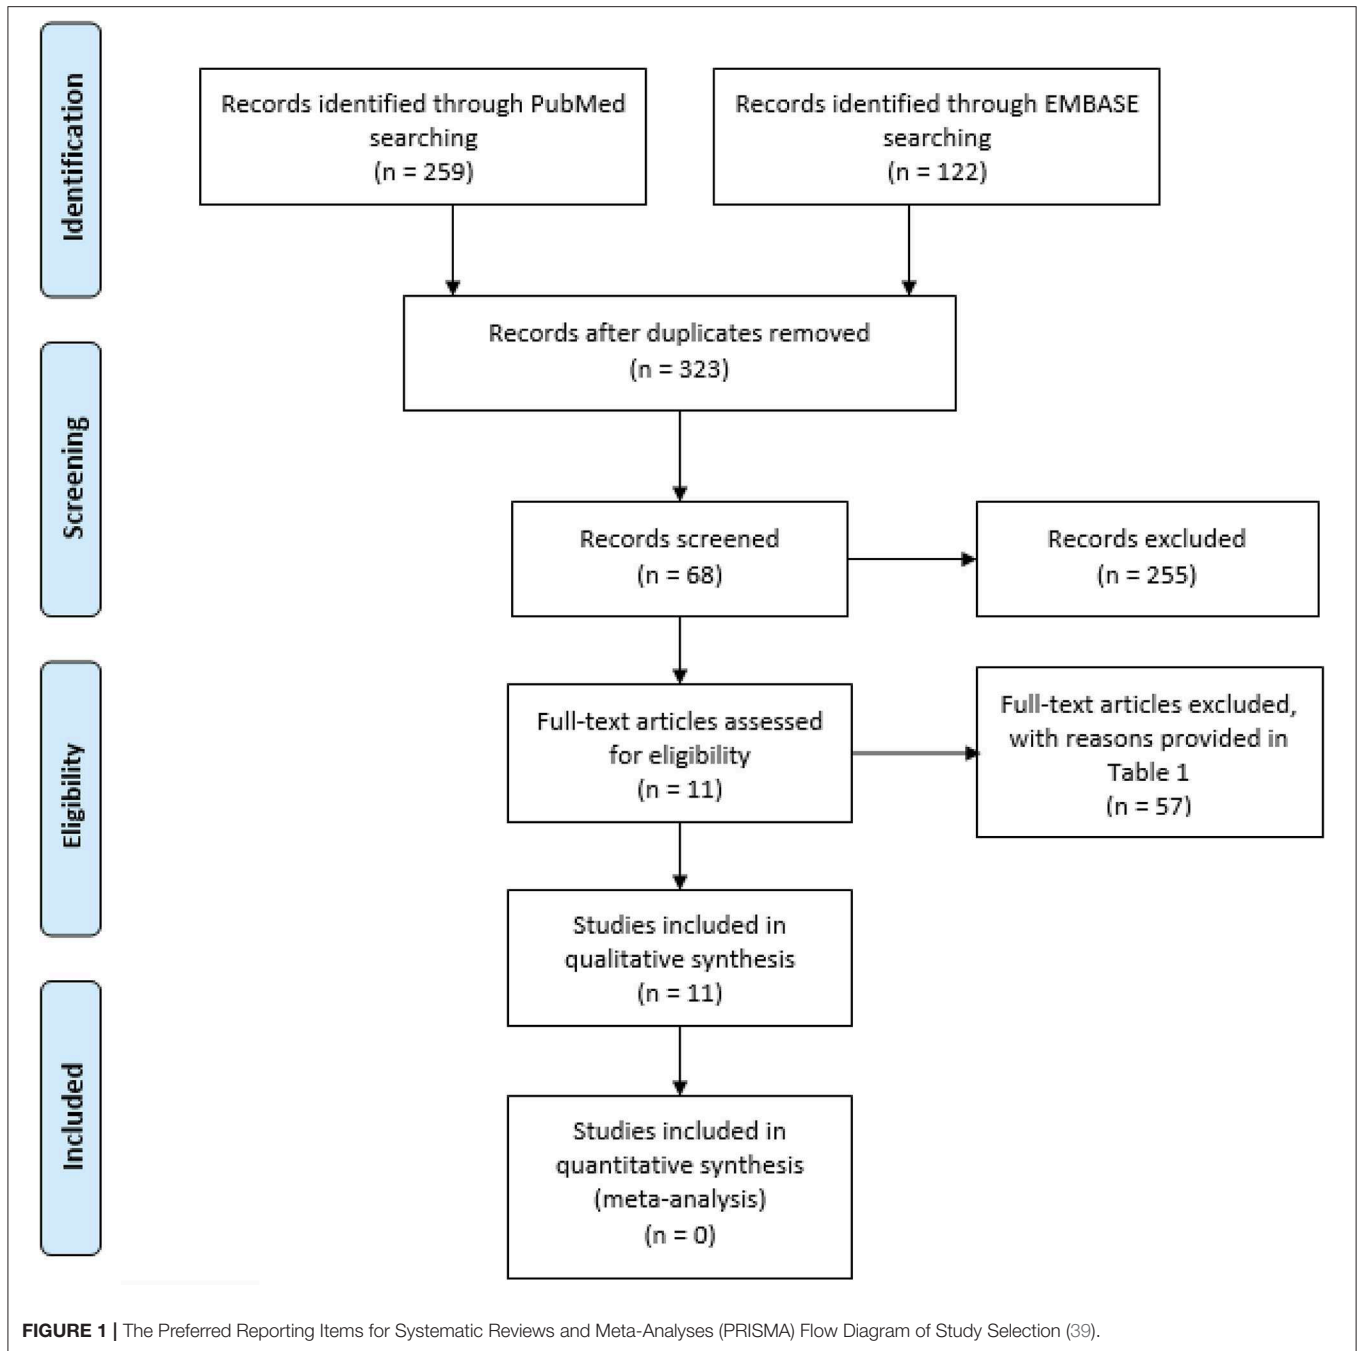 Identification
Records identified through PubMed
searching
(n = 259)
Records identified through EMBASE
searching
(n = 122)
Records after duplicates removed
(n = 323)
Screening
Records screened
(n = 68)
Records excluded
(n = 255)
Eligibility
Full-text articles assessed
for eligibility
(n = 11)
Full-text articles excluded,
with reasons provided in
Table 1
(n = 57)
Studies included in
qualitative synthesis
(n = 11)
Included
Studies included in
quantitative synthesis
(meta-analysis)
(n = 0)
FIGURE 1 | The Preferred Reporting Items for Systematic Reviews and Meta-Analyses (PRISMA) Flow Diagram of Study Selection (39).